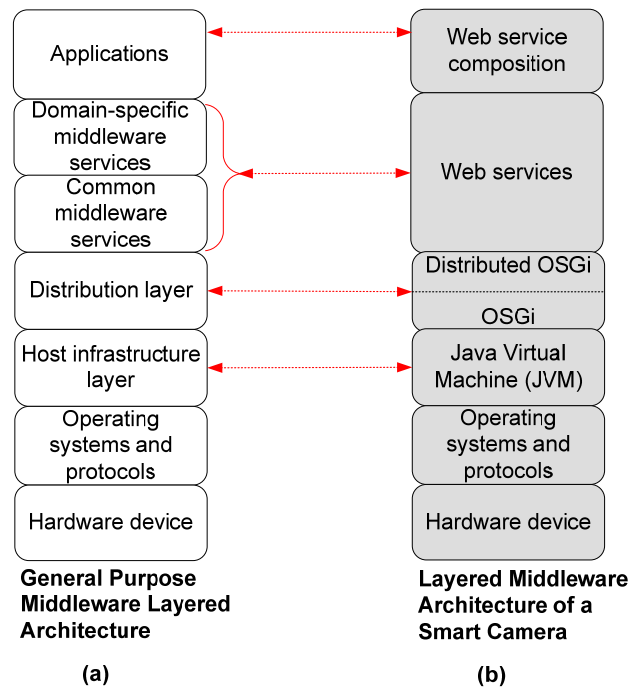 Applications
Domain-specific
middleware
services
Common
middleware
services
Distribution layer
Host infrastructure
layer
Operating
systems and
protocols
Hardware device
General Purpose
Middleware Layered
Architecture
(a)
Web service
composition
Web services
Distributed OSGi
OSGi
Java Virtual
Machine (JVM)
Operating
systems and
protocols
Hardware device
Layered Middleware
Architecture of a
Smart Camera
(b)